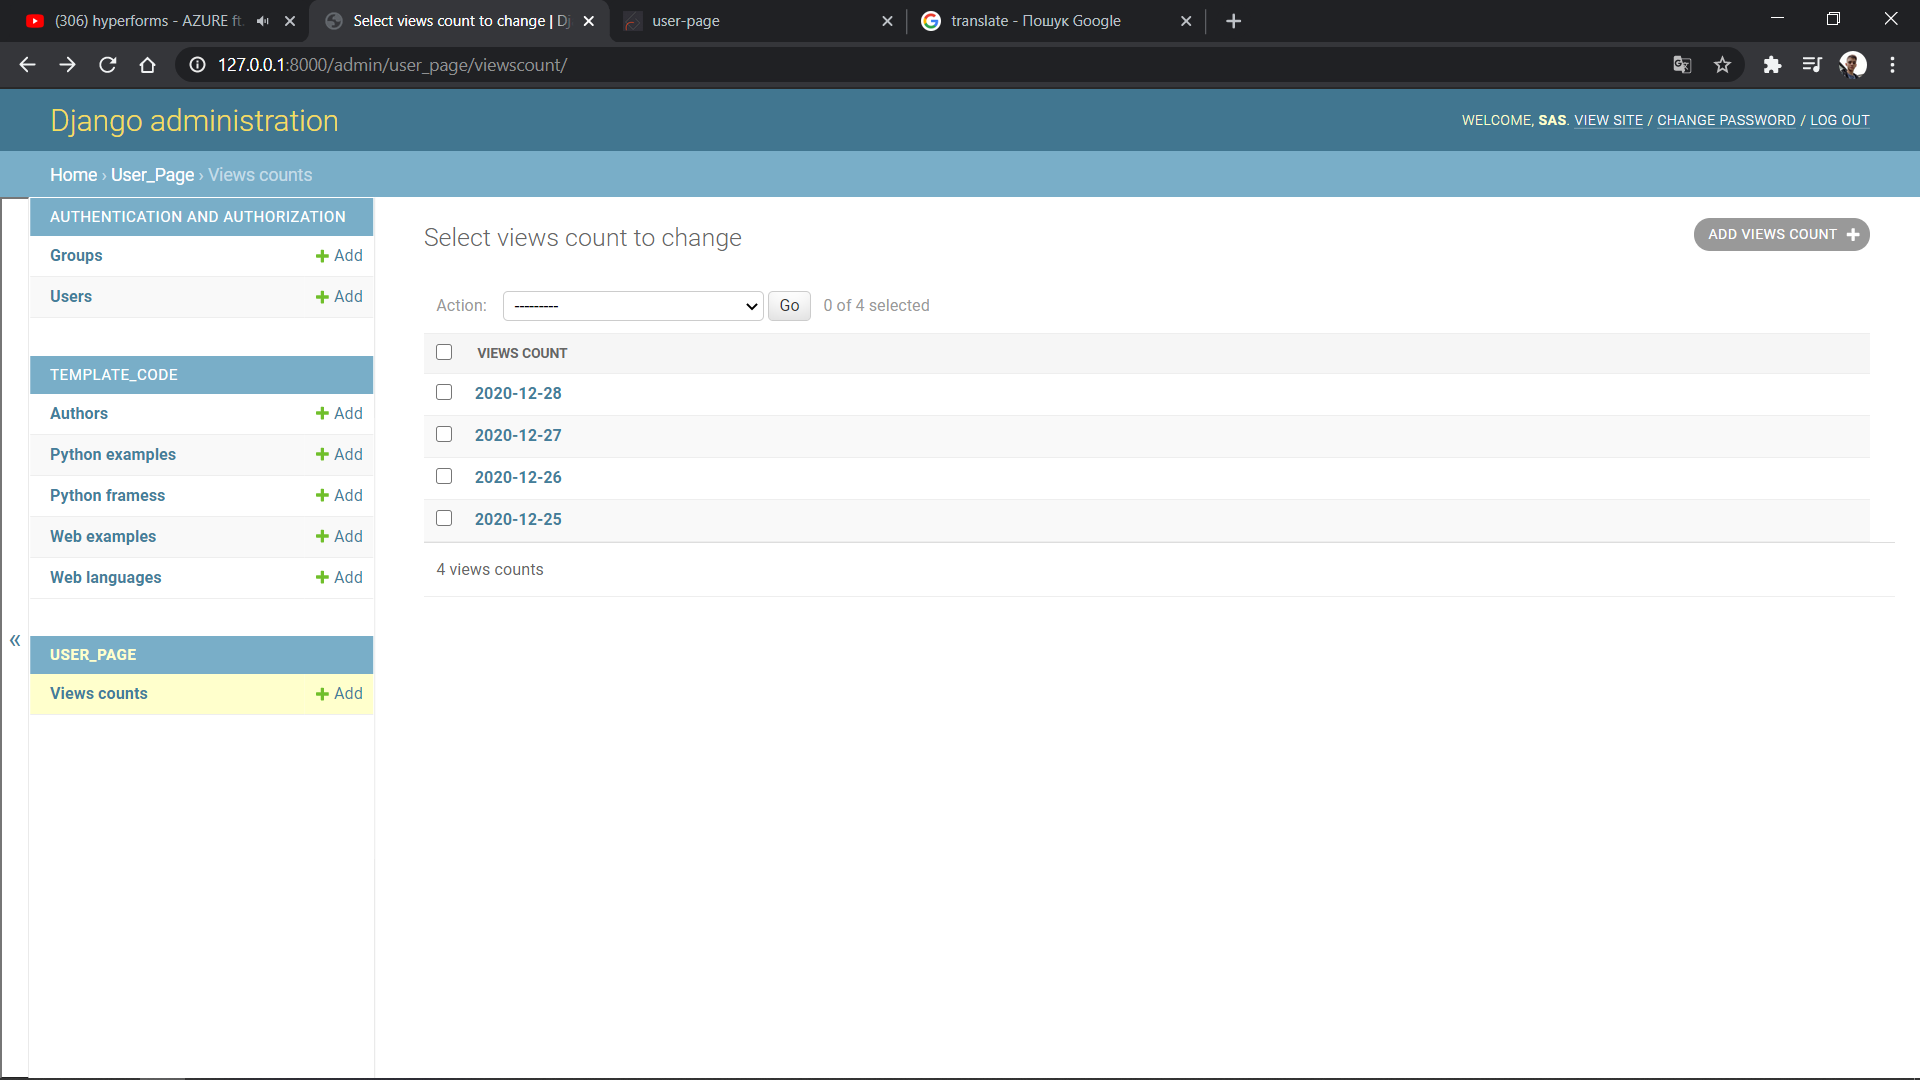 (306) hyperforms - AZURE ft.
Select views count to change | Dj
user-page
translate - Пошук Google
127.0.0.1:8000/admin/user_page/viewscount/
Django administration
WELCOME, SAS. VIEW SITE / CHANGE PASSWORD / LOG OUT
Home › User_Page › Views counts
AUTHENTICATION AND AUTHORIZATION
Groups + Add
Users + Add
TEMPLATE_CODE
Authors + Add
Python examples + Add
Python framess + Add
Web examples + Add
Web languages + Add
«
USER_PAGE
Views counts + Add
Select views count to change
ADD VIEWS COUNT +
Action: --------- Go 0 of 4 selected
VIEWS COUNT
2020-12-28
2020-12-27
2020-12-26
2020-12-25
4 views counts